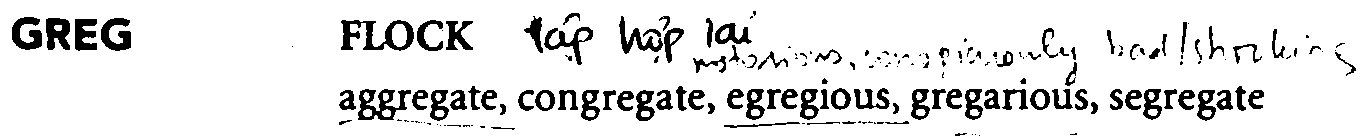 GREG FLOCK tập hợp lại
notorious, conspicuously bad/shocking
aggregate, congregate, egregious, gregarious, segregate